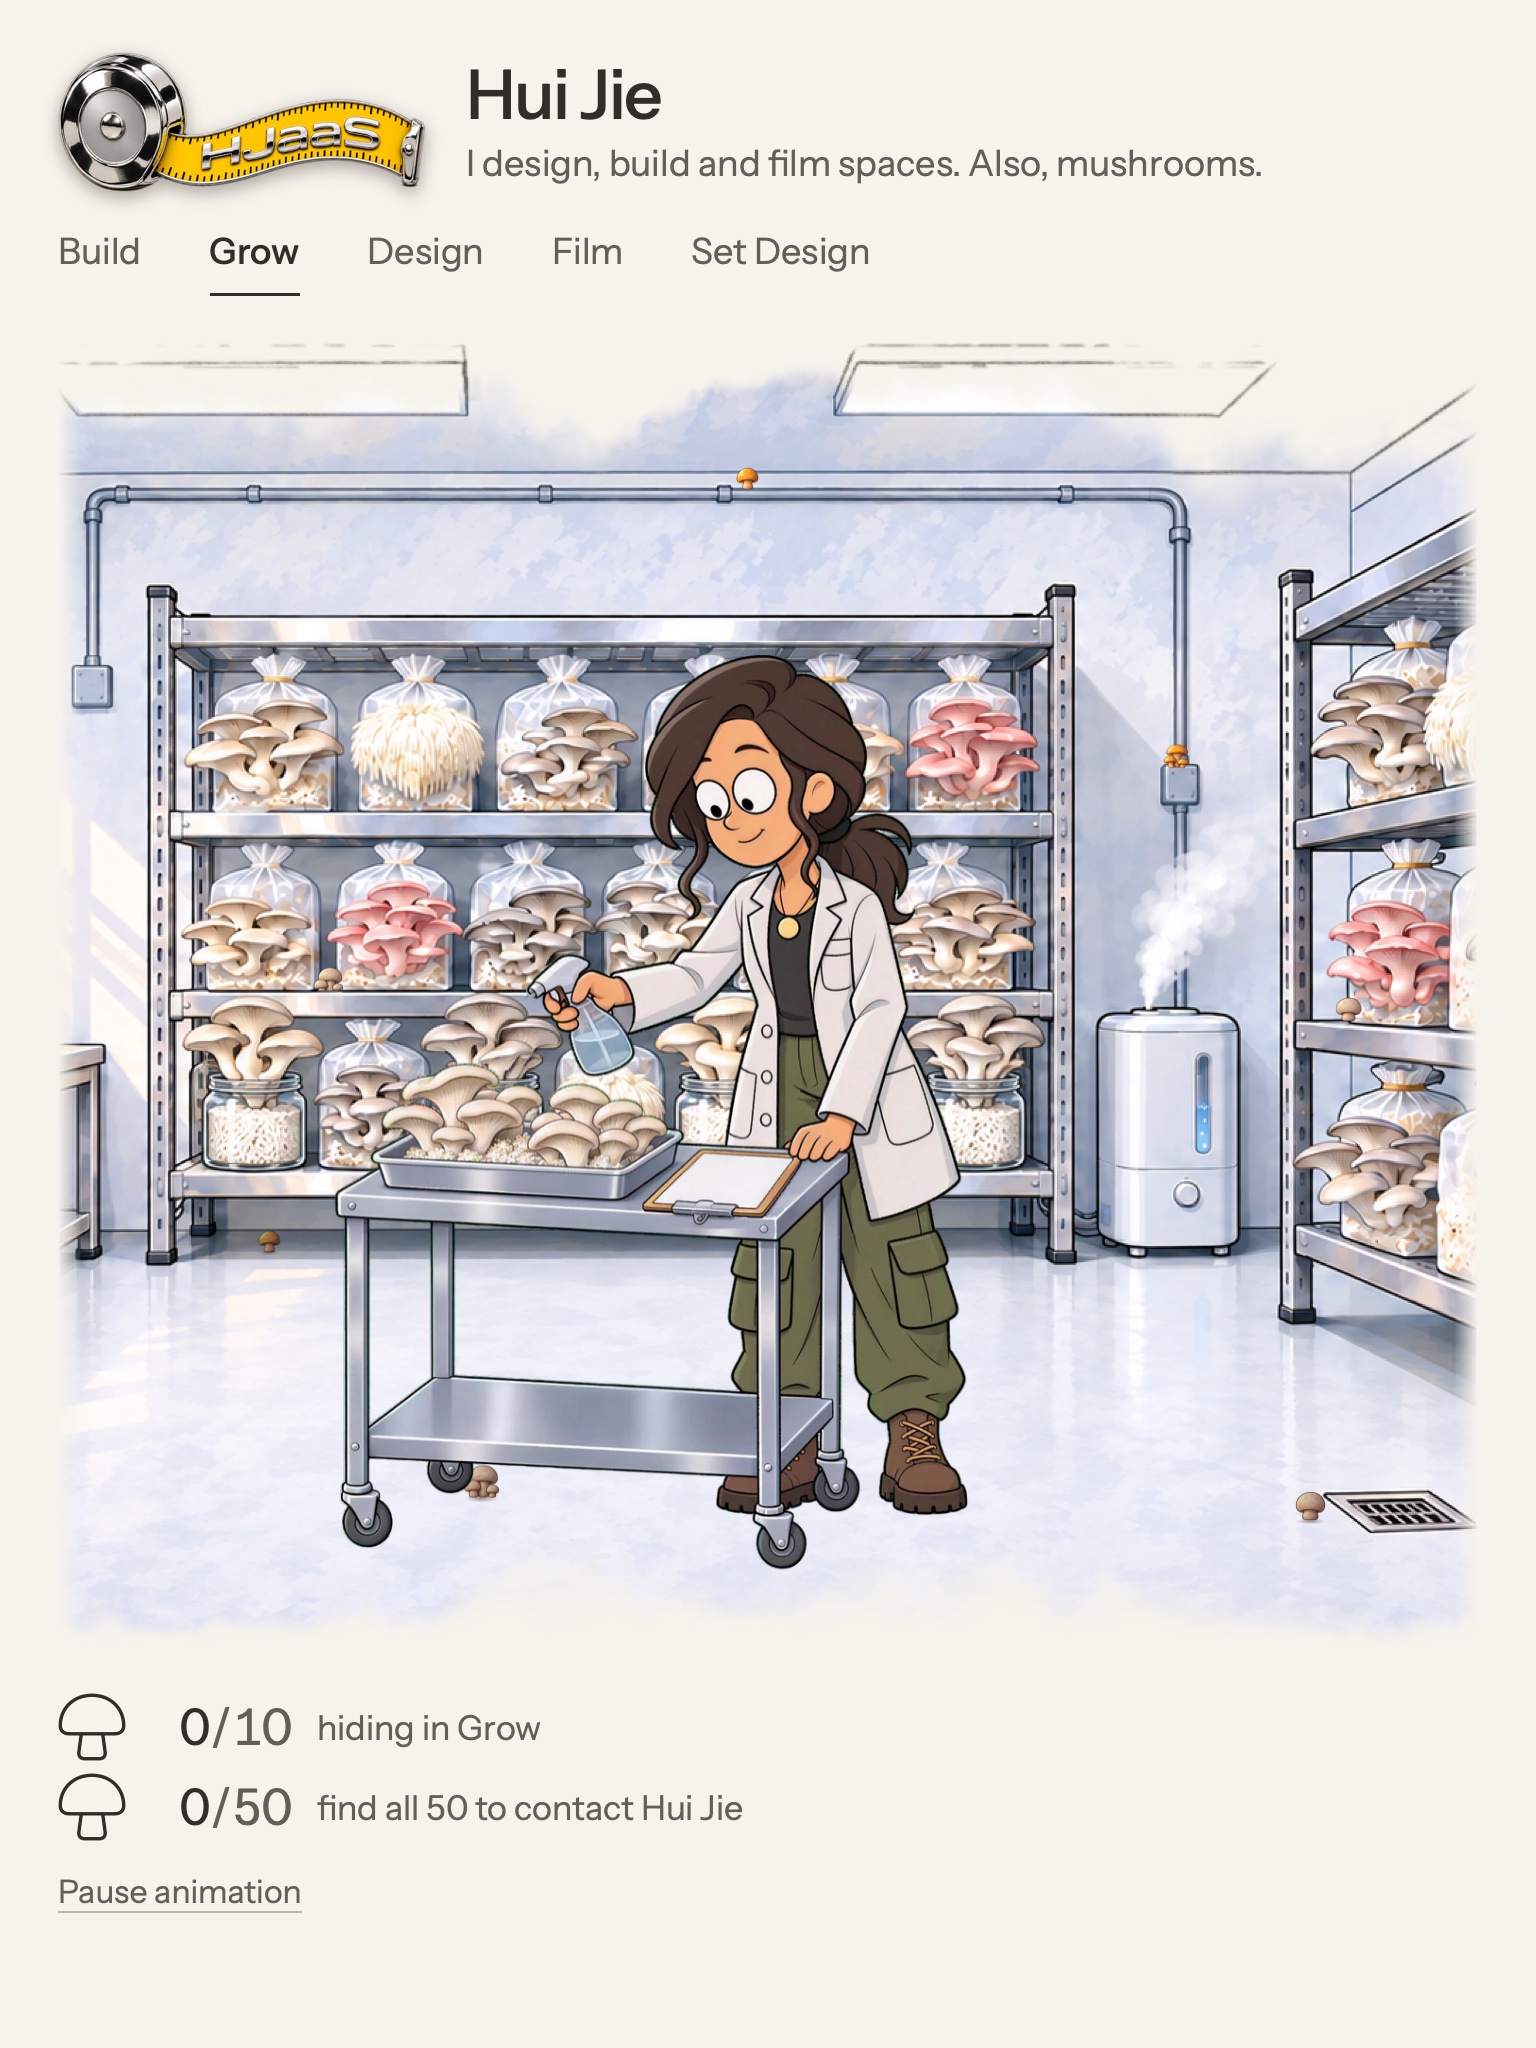 HJaaS
Hui Jie
I design, build and film spaces. Also, mushrooms.
Build Grow Design Film Set Design
0/10 hiding in Grow
0/50 find all 50 to contact Hui Jie
Pause animation